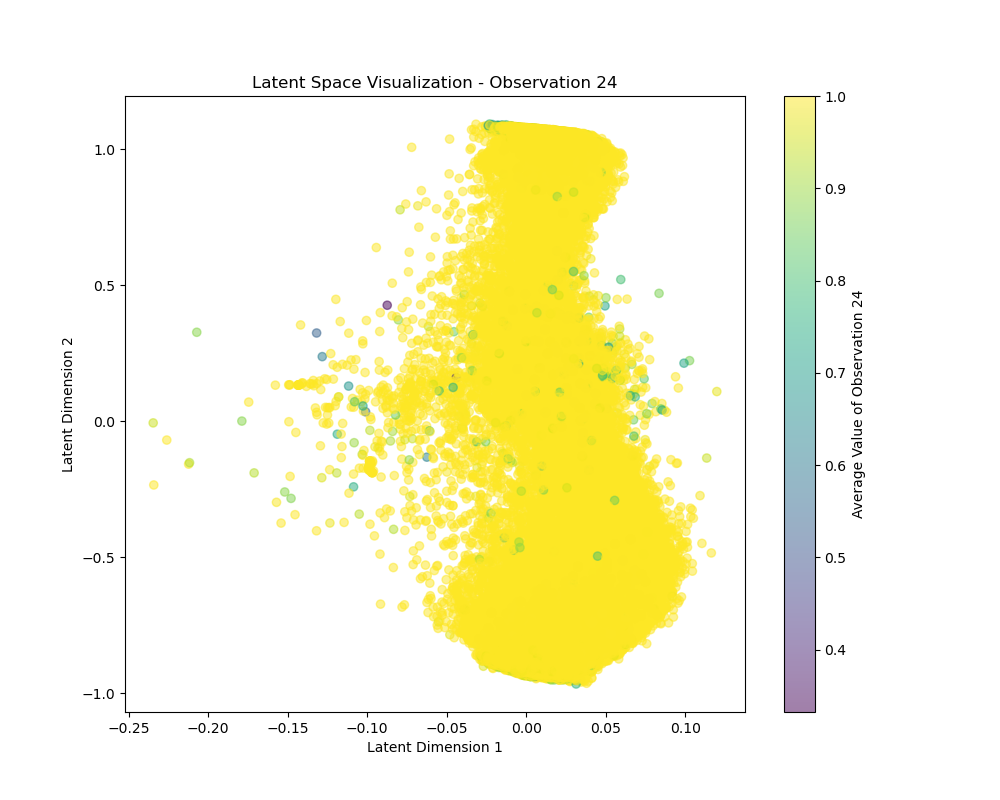 Latent Space Visualization - Observation 24
1.0
0.5
0.0
−0.5
−1.0
Latent Dimension 2
−0.25 −0.20 −0.15 −0.10 −0.05 0.00 0.05 0.10
Latent Dimension 1
1.0
0.9
0.8
0.7
0.6
0.5
0.4
Average Value of Observation 24